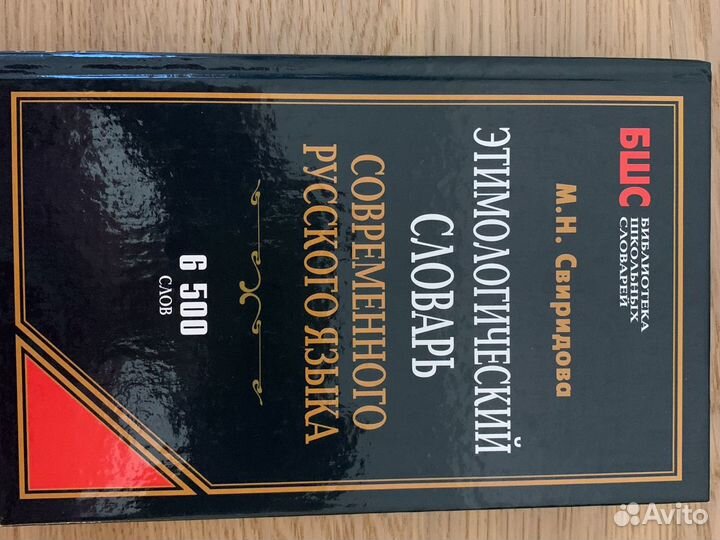 БШС
БИБЛИОТЕКА
ШКОЛЬНЫХ
СЛОВАРЕЙ
М.Н. Свиридова
ЭТИМОЛОГИЧЕСКИЙ
СЛОВАРЬ
СОВРЕМЕННОГО
РУССКОГО ЯЗЫКА
6 500
СЛОВ
Avito